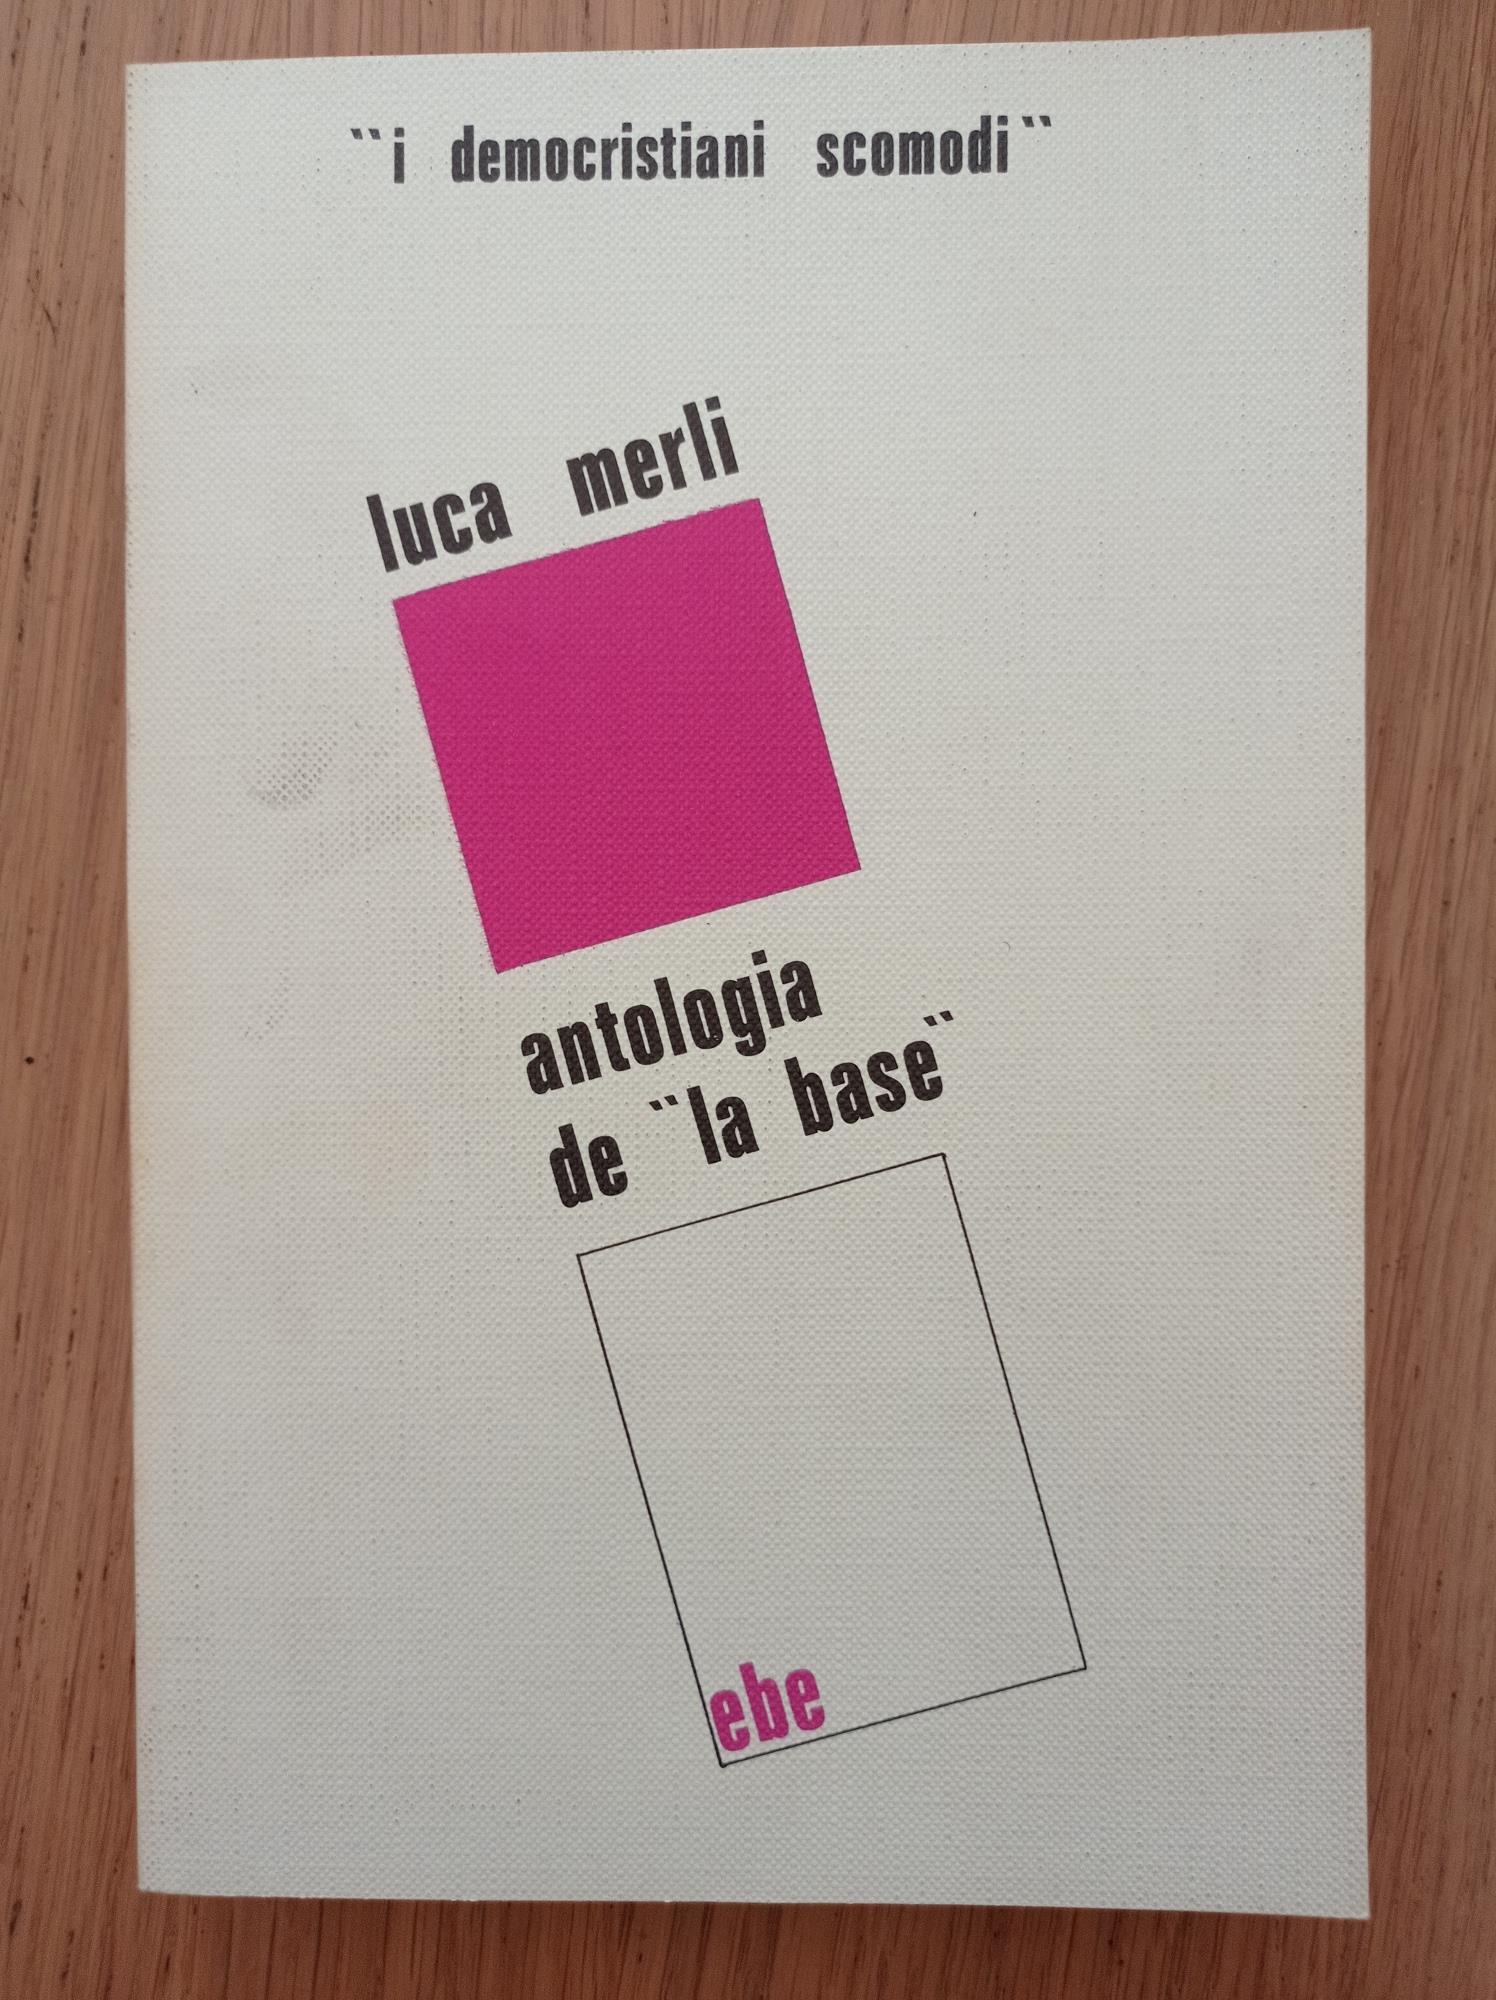 ‶i democristiani scomodi‶
luca merli
antologia
de ‶la base‶
ebe